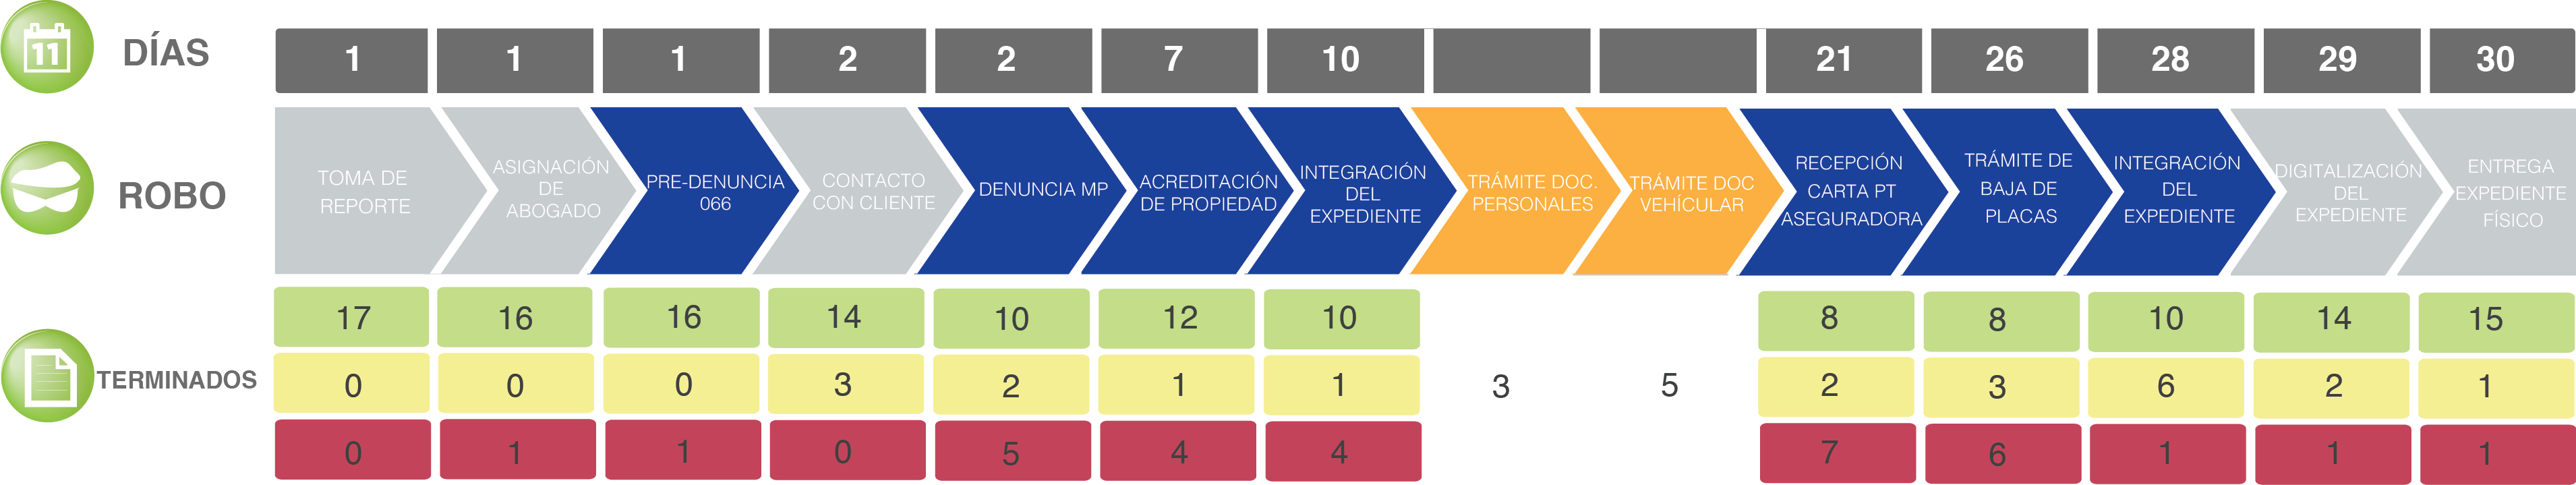 11
DÍAS
1
1
1
2
2
7
10
21
26
28
29
30
ROBO
TOMA DE
REPORTE
ASIGNACIÓN
DE
ABOGADO
PRE-DENUNCIA
066
CONTACTO
CON CLIENTE
DENUNCIA MP
ACREDITACIÓN
DE PROPIEDAD
INTEGRACIÓN
DEL
EXPEDIENTE
TRÁMITE DOC.
PERSONALES
TRÁMITE DOC
VEHÍCULAR
RECEPCIÓN
CARTA PT
ASEGURADORA
TRÁMITE DE
BAJA DE
PLACAS
INTEGRACIÓN
DEL
EXPEDIENTE
DIGITALIZACIÓN
DEL
EXPEDIENTE
ENTREGA
EXPEDIENTE
FÍSICO
TERMINADOS
17
16
16
14
10
12
10
8
8
10
14
15
0
0
0
3
2
1
1
3
5
2
3
6
2
1
0
1
1
0
5
4
4
7
6
1
1
1